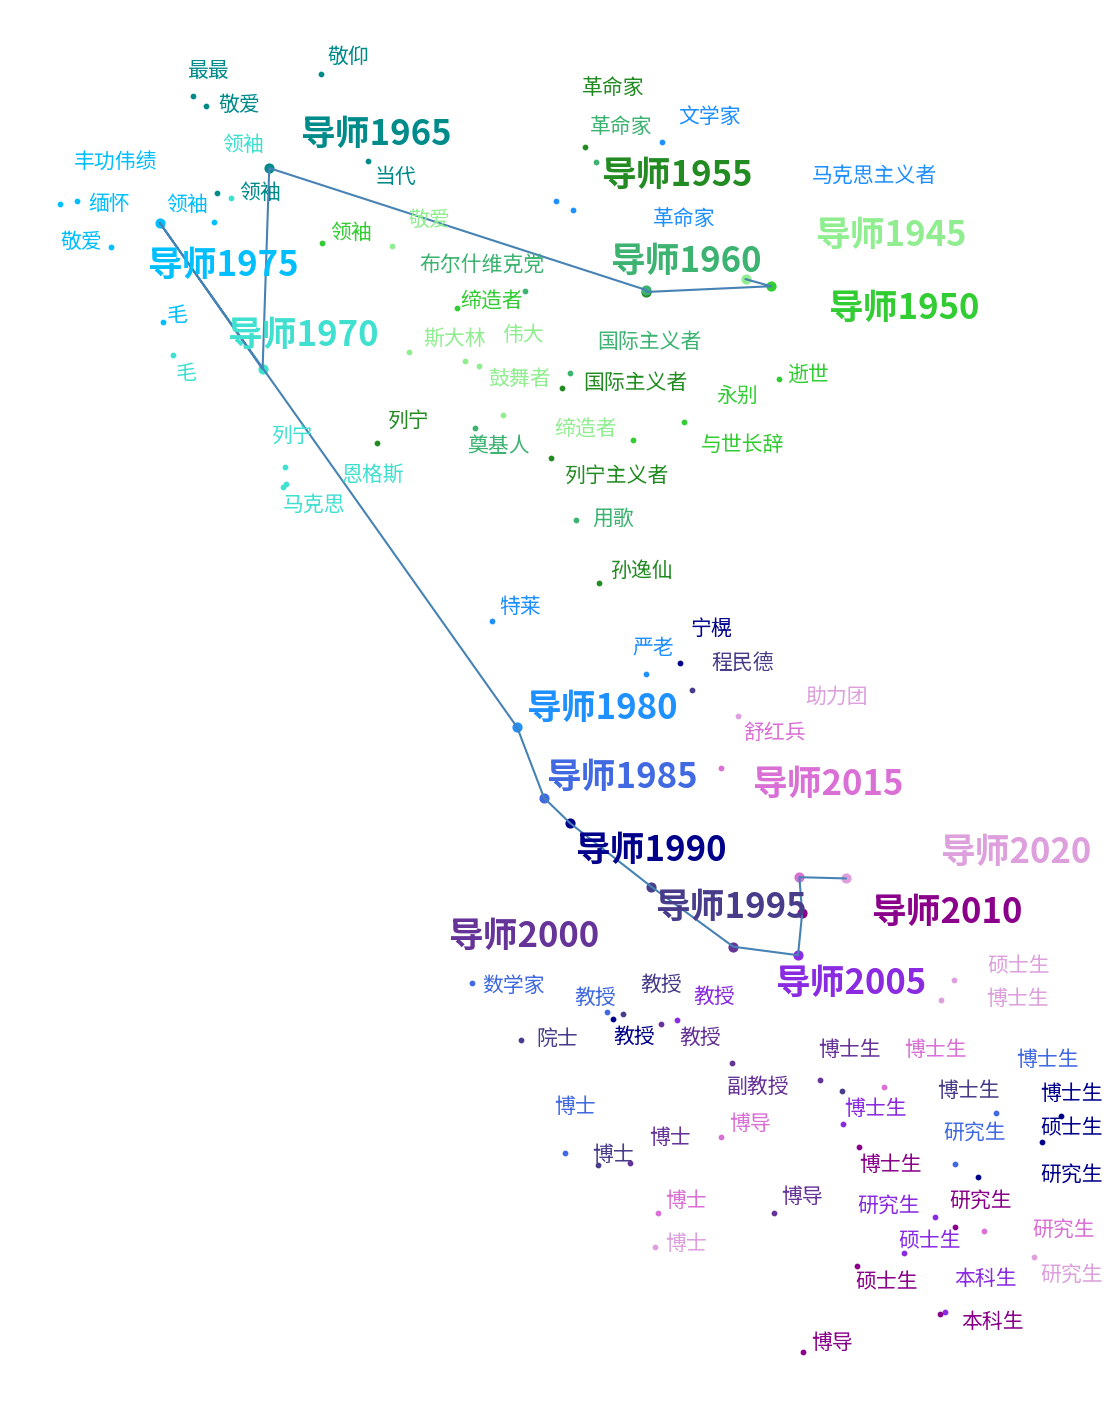 敬仰
最最
革命家
敬爱
文学家
导师1965
革命家
领袖
丰功伟绩
导师1955
当代
马克思主义者
领袖
缅怀
领袖
敬爱
革命家
领袖
导师1945
敬爱
导师1975
布尔什维克党
导师1960
缔造者
导师1950
毛
导师1970
斯大林
伟大
国际主义者
毛
鼓舞者
国际主义者
逝世
永别
列宁
列宁
缔造者
奠基人
与世长辞
恩格斯
列宁主义者
马克思
用歌
孙逸仙
特莱
宁榥
严老
程民德
助力团
导师1980
舒红兵
导师1985
导师2015
导师1990
导师2020
导师1995
导师2010
导师2000
硕士生
导师2005
数学家
教授
教授
教授
博士生
院士
教授
教授
博士生
博士生
博士生
副教授
博士生
博士生
博士
博士生
博导
硕士生
博士
研究生
博士
博士生
研究生
博士
博导
研究生
研究生
博士
硕士生
研究生
硕士生
本科生
研究生
本科生
博导